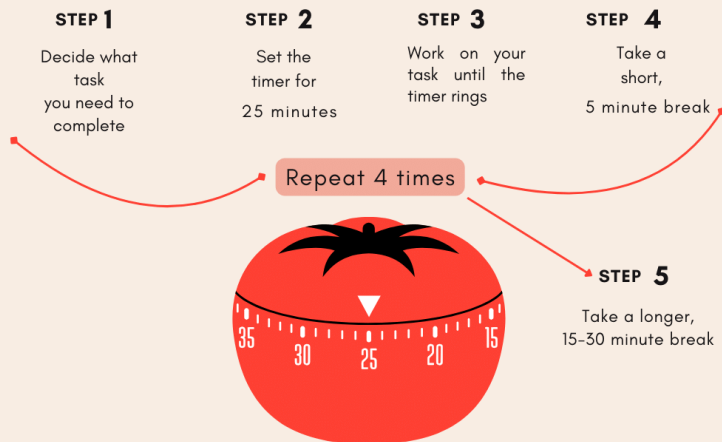 STEP 1
Decide what
task
you need to
complete
STEP 2
Set the
timer for
25 minutes
STEP 3
Work on your
task until the
timer rings
STEP 4
Take a
short,
5 minute break
Repeat 4 times
STEP 5
Take a longer,
15-30 minute break
35 30 25 20 15